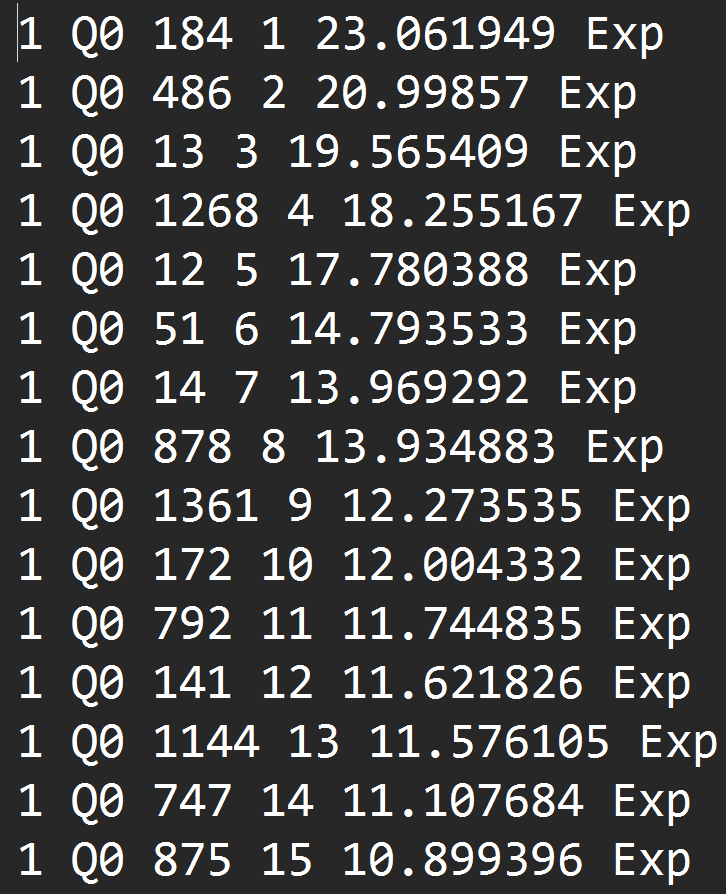 1 Q0 184 1 23.061949 Exp
1 Q0 486 2 20.99857 Exp
1 Q0 13 3 19.565409 Exp
1 Q0 1268 4 18.255167 Exp
1 Q0 12 5 17.780388 Exp
1 Q0 51 6 14.793533 Exp
1 Q0 14 7 13.969292 Exp
1 Q0 878 8 13.934883 Exp
1 Q0 1361 9 12.273535 Exp
1 Q0 172 10 12.004332 Exp
1 Q0 792 11 11.744835 Exp
1 Q0 141 12 11.621826 Exp
1 Q0 1144 13 11.576105 Exp
1 Q0 747 14 11.107684 Exp
1 Q0 875 15 10.899396 Exp